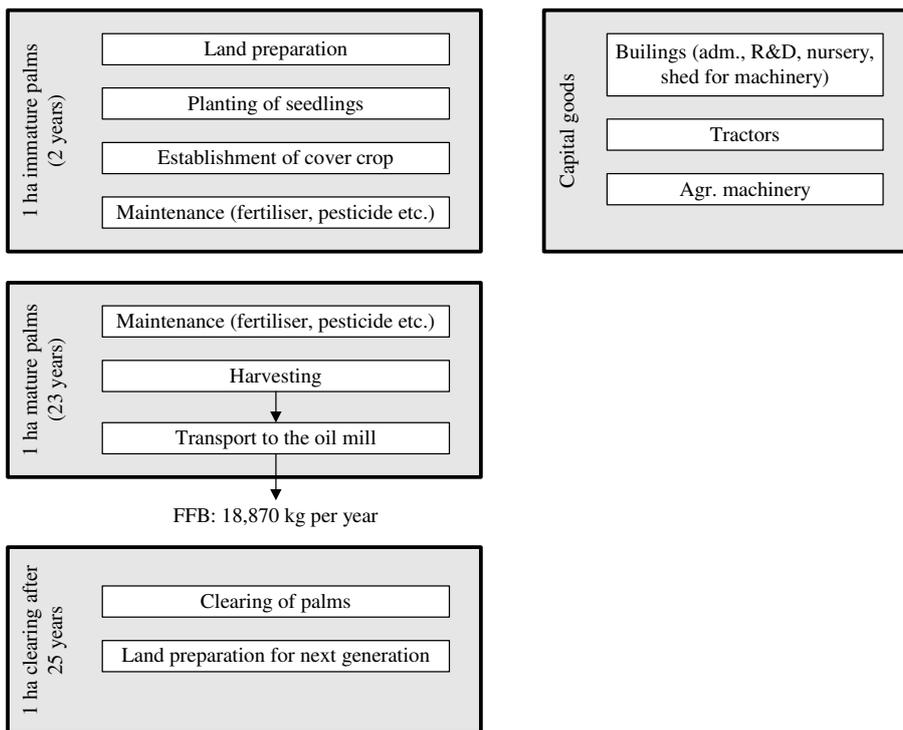 1 ha immature palms
(2 years)
Land preparation
Planting of seedlings
Establishment of cover crop
Maintenance (fertiliser, pesticide etc.)
Capital goods
Builings (adm., R&D, nursery,
shed for machinery)
Tractors
Agr. machinery
1 ha mature palms
(23 years)
Maintenance (fertiliser, pesticide etc.)
Harvesting
Transport to the oil mill
FFB: 18,870 kg per year
1 ha clearing after
25 years
Clearing of palms
Land preparation for next generation